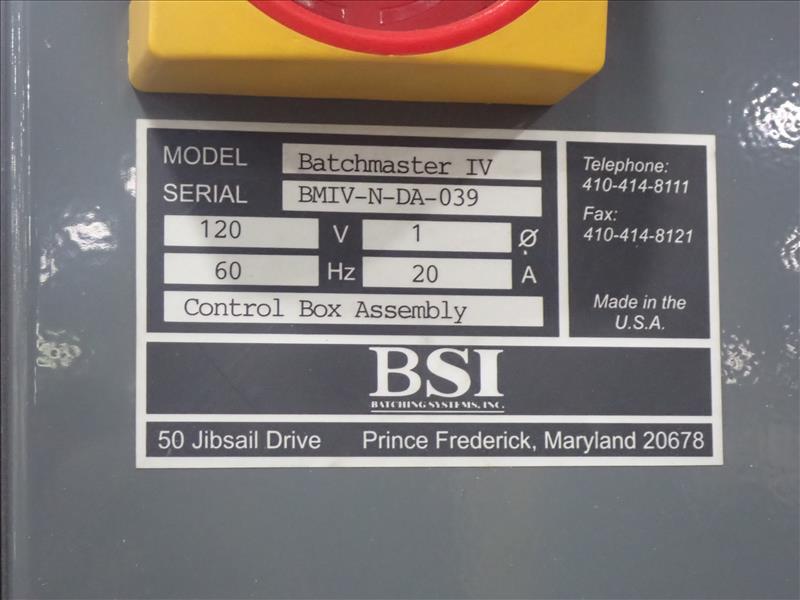 MODEL Batchmaster IV
SERIAL BMIV-N-DA-039
120 V 1 Ø
60 Hz 20 A
Control Box Assembly
Telephone:
410-414-8111
Fax:
410-414-8121
Made in the
U.S.A.
BSI
BATCHING SYSTEMS, INC.
50 Jibsail Drive Prince Frederick, Maryland 20678